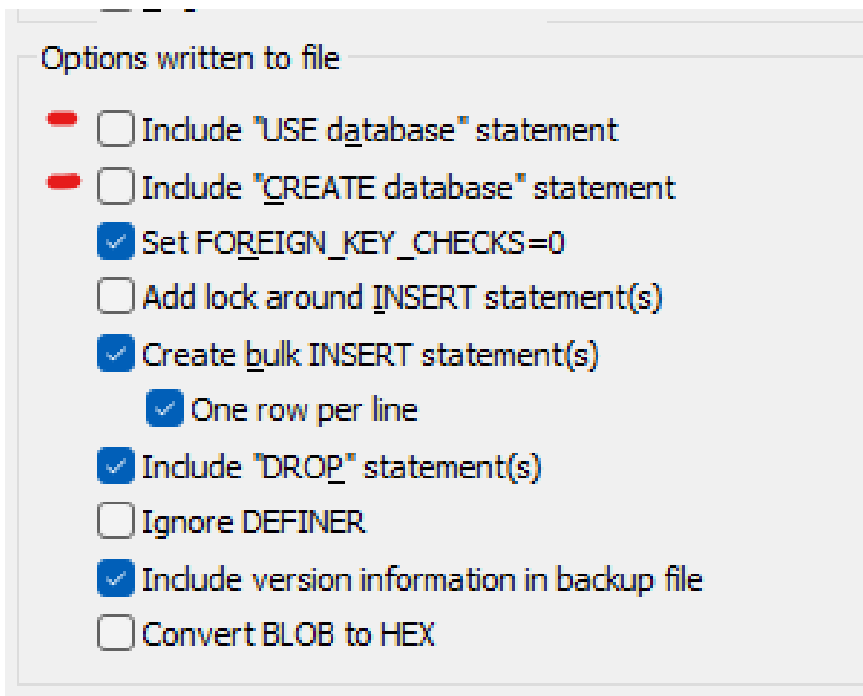 Options written to file
Include "USE database" statement
Include "CREATE database" statement
Set FOREIGN_KEY_CHECKS=0
Add lock around INSERT statement(s)
Create bulk INSERT statement(s)
One row per line
Include "DROP" statement(s)
Ignore DEFINER
Include version information in backup file
Convert BLOB to HEX